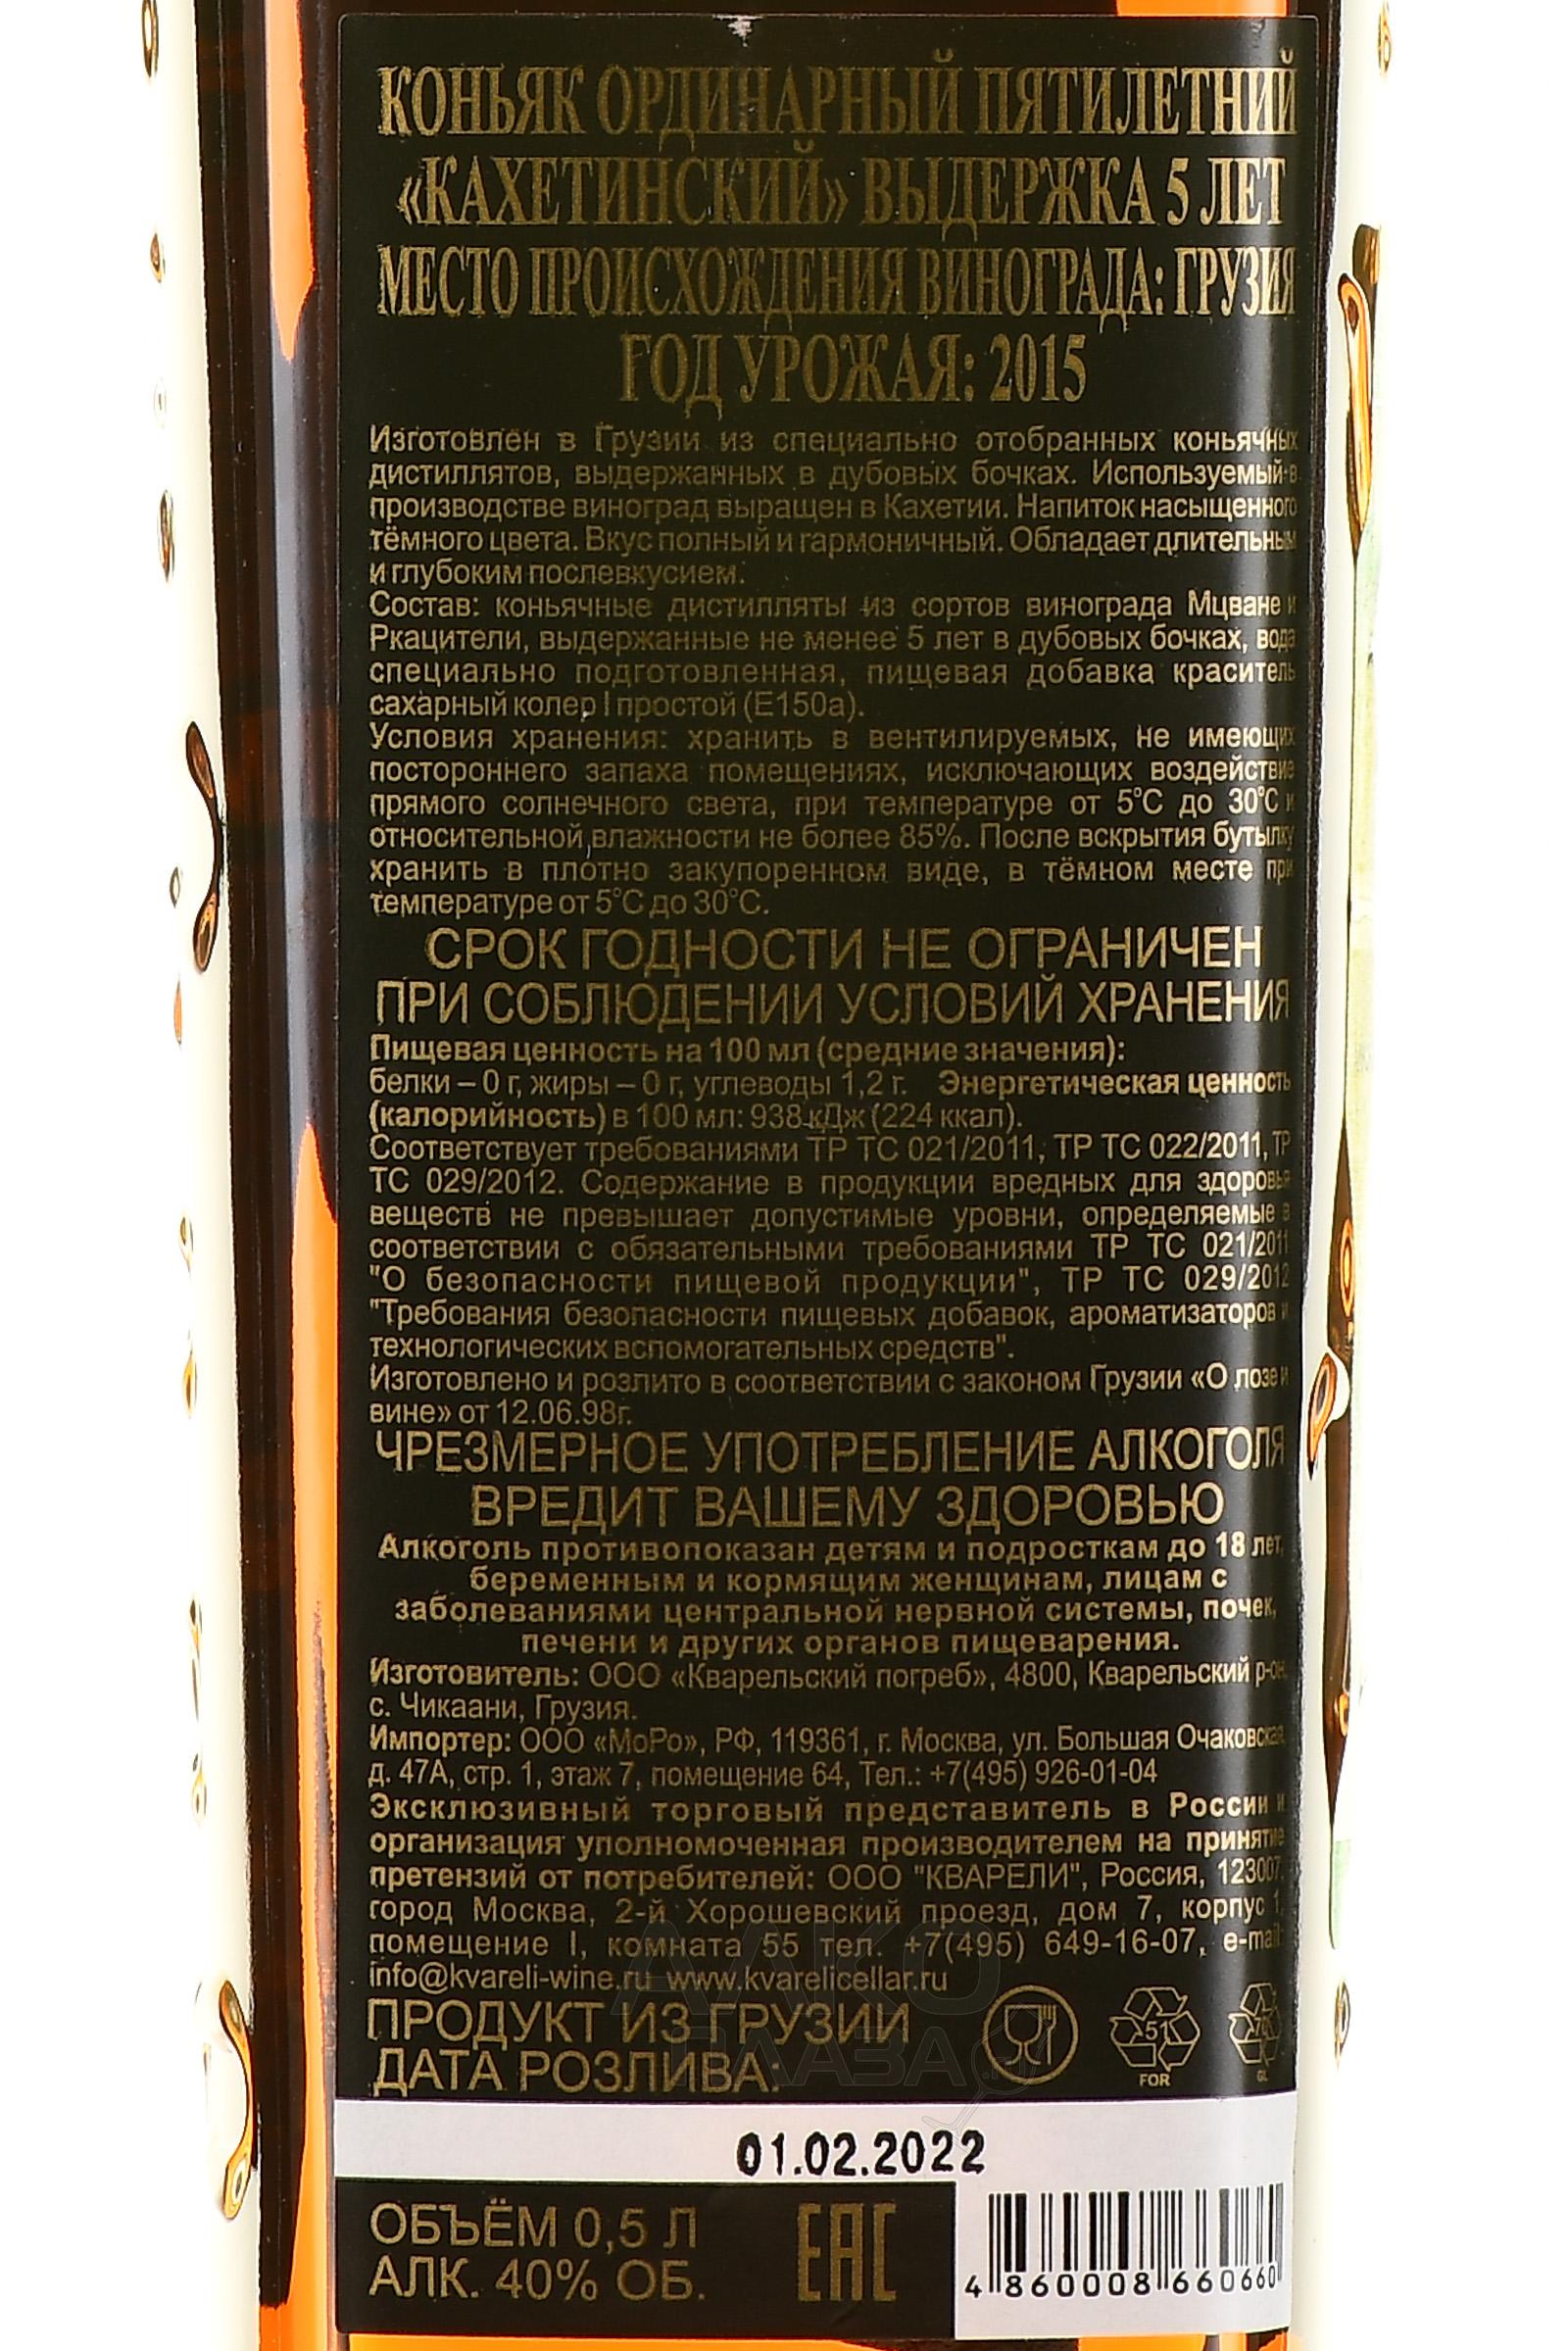 КОНЬЯК ОРДИНАРНЫЙ ПЯТИЛЕТНИЙ
«КАХЕТИНСКИЙ» ВЫДЕРЖКА 5 ЛЕТ
МЕСТО ПРОИСХОЖДЕНИЯ ВИНОГРАДА: ГРУЗИЯ
ГОД УРОЖАЯ: 2015
Изготовлен в Грузии из специально отобранных коньячных
дистиллятов, выдержанных в дубовых бочках. Используемый в
производстве виноград выращен в Кахетии. Напиток насыщенного
тёмного цвета. Вкус полный и гармоничный. Обладает длительным
и глубоким послевкусием.
Состав: коньячные дистилляты из сортов винограда Мцване и
Ркацители, выдержанные не менее 5 лет в дубовых бочках, вода
специально подготовленная, пищевая добавка краситель
сахарный колер I простой (Е150а).
Условия хранения: хранить в вентилируемых, не имеющих
постороннего запаха помещениях, исключающих воздействие
прямого солнечного света, при температуре от 5°С до 30°С и
относительной влажности не более 85%. После вскрытия бутылку
хранить в плотно закупоренном виде, в тёмном месте при
температуре от 5°С до 30°С.
СРОК ГОДНОСТИ НЕ ОГРАНИЧЕН
ПРИ СОБЛЮДЕНИИ УСЛОВИЙ ХРАНЕНИЯ
Пищевая ценность на 100 мл (средние значения):
белки – 0 г, жиры – 0 г, углеводы 1,2 г. Энергетическая ценность
(калорийность) в 100 мл: 938 кДж (224 ккал).
Соответствует требованиями ТР ТС 021/2011, ТР ТС 022/2011, ТР
ТС 029/2012. Содержание в продукции вредных для здоровья
веществ не превышает допустимые уровни, определяемые в
соответствии с обязательными требованиями ТР ТС 021/2011
"О безопасности пищевой продукции", ТР ТС 029/2012
"Требования безопасности пищевых добавок, ароматизаторов и
технологических вспомогательных средств".
Изготовлено и розлито в соответствии с законом Грузии «О лозе и
вине» от 12.06.98г.
ЧРЕЗМЕРНОЕ УПОТРЕБЛЕНИЕ АЛКОГОЛЯ
ВРЕДИТ ВАШЕМУ ЗДОРОВЬЮ
Алкоголь противопоказан детям и подросткам до 18 лет,
беременным и кормящим женщинам, лицам с
заболеваниями центральной нервной системы, почек,
печени и других органов пищеварения.
Изготовитель: ООО «Кварельский погреб», 4800, Кварельский р-он,
с. Чикаани, Грузия.
Импортер: ООО «МоРо», РФ, 119361, г. Москва, ул. Большая Очаковская,
д. 47А, стр. 1, этаж 7, помещение 64, Тел.: +7(495) 926-01-04
Эксклюзивный торговый представитель в России и
организация уполномоченная производителем на принятие
претензий от потребителей: ООО "КВАРЕЛИ", Россия, 123007,
город Москва, 2-й Хорошевский проезд, дом 7, корпус 1,
помещение I, комната 55 тел. +7(495) 649-16-07, e-mail:
info@kvareli-wine.ru www.kvarelicellar.ru
ПРОДУКТ ИЗ ГРУЗИИ
ДАТА РОЗЛИВА:
51
FOR
70
GL
АЛКО
ПЛАЗА
01.02.2022
ОБЪЁМ 0,5 Л
АЛК. 40% ОБ.
EAC
4 860008 660660